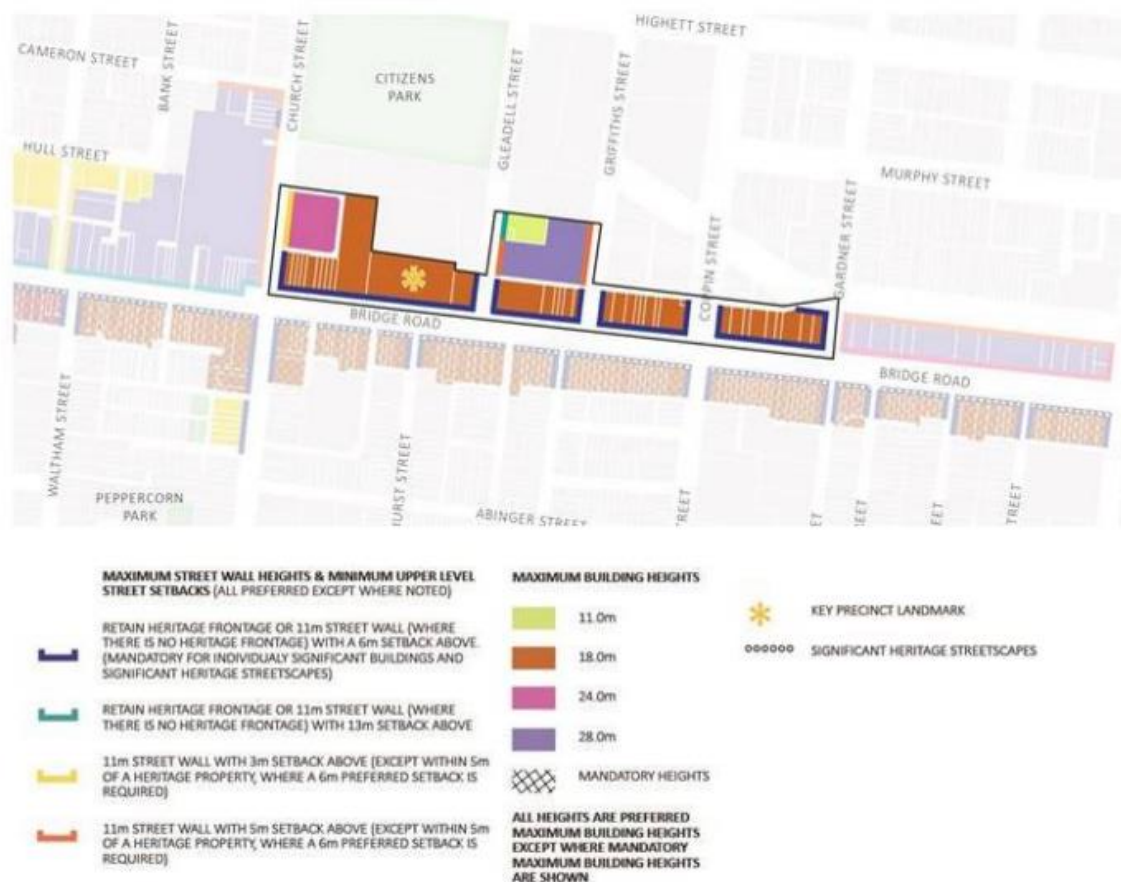 HIGHETT STREET
CAMERON STREET
BANK STREET
CHURCH STREET
CITIZENS
PARK
GLEADELL STREET
GRIFFITHS STREET
HULL STREET
MURPHY STREET
COPPIN STREET
GARDNER STREET
BRIDGE ROAD
BRIDGE ROAD
WALTHAM STREET
PEPPERCORN
PARK
HURST STREET
ABINGER STREET
STREET
ET
REET
REET
STREET
MAXIMUM STREET WALL HEIGHTS & MINIMUM UPPER LEVEL
STREET SETBACKS (ALL PREFERRED EXCEPT WHERE NOTED)
RETAIN HERITAGE FRONTAGE OR 11m STREET WALL (WHERE
THERE IS NO HERITAGE FRONTAGE) WITH A 6m SETBACK ABOVE.
(MANDATORY FOR INDIVIDUALY SIGNIFICANT BUILDINGS AND
SIGNIFICANT HERITAGE STREETSCAPES)
RETAIN HERITAGE FRONTAGE OR 11m STREET WALL (WHERE
THERE IS NO HERITAGE FRONTAGE) WITH 13m SETBACK ABOVE
11m STREET WALL WITH 3m SETBACK ABOVE (EXCEPT WITHIN 5m
OF A HERITAGE PROPERTY, WHERE A 6m PREFERRED SETBACK IS
REQUIRED)
11m STREET WALL WITH 5m SETBACK ABOVE (EXCEPT WITHIN 5m
OF A HERITAGE PROPERTY, WHERE A 6m PREFERRED SETBACK IS
REQUIRED)
MAXIMUM BUILDING HEIGHTS
11.0m
18.0m
24.0m
28.0m
MANDATORY HEIGHTS
ALL HEIGHTS ARE PREFERRED
MAXIMUM BUILDING HEIGHTS
EXCEPT WHERE MANDATORY
MAXIMUM BUILDING HEIGHTS
ARE SHOWN
KEY PRECINCT LANDMARK
SIGNIFICANT HERITAGE STREETSCAPES